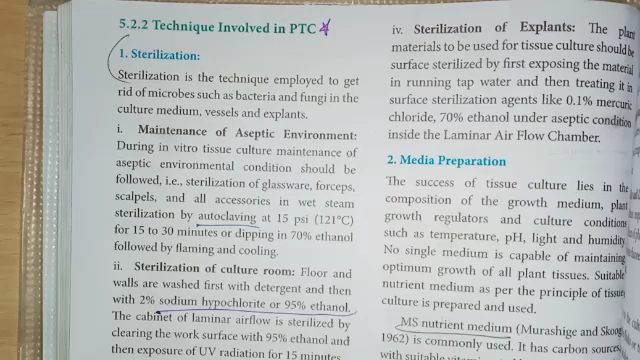 5.2.2 Technique Involved in PTC
1. Sterilization:
Sterilization is the technique employed to get
rid of microbes such as bacteria and fungi in the
culture medium, vessels and explants.
i. Maintenance of Aseptic Environment:
During in vitro tissue culture maintenance of
aseptic environmental condition should be
followed, i.e., sterilization of glassware, forceps,
scalpels, and all accessories in wet steam
sterilization by autoclaving at 15 psi (121°C)
for 15 to 30 minutes or dipping in 70% ethanol
followed by flaming and cooling.
ii. Sterilization of culture room: Floor and
walls are washed first with detergent and then
with 2% sodium hypochlorite or 95% ethanol.
The cabinet of laminar airflow is sterilized by
clearing the work surface with 95% ethanol and
then exposure of UV radiation for 15 minutes
iv. Sterilization of Explants: The plant
materials to be used for tissue culture should be
surface sterilized by first exposing the material
in running tap water and then treating it in
surface sterilization agents like 0.1% mercuric
chloride, 70% ethanol under aseptic condition
inside the Laminar Air Flow Chamber.
2. Media Preparation
The success of tissue culture lies in the
composition of the growth medium, plant
growth regulators and culture conditions
such as temperature, pH, light and humidity
No single medium is capable of maintaining
optimum growth of all plant tissues. Suitable
nutrient medium as per the principle of tissue
culture is prepared and used.
MS nutrient medium (Murashige and Skoog
1962) is commonly used. It has carbon sources,
with suitable